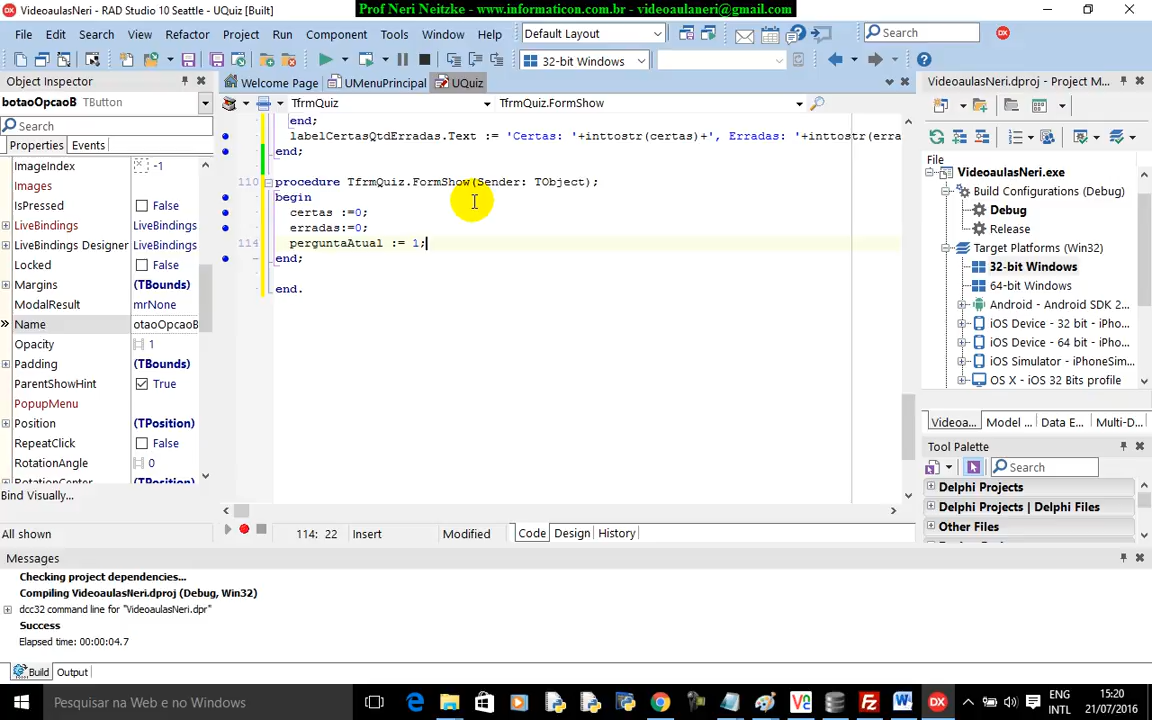 Prof Neri Neitzke - www.informaticon.com.br - videoaulaneri@gmail.com
VideoaulasNeri - RAD Studio 10 Seattle - UQuiz [Built]
File Edit Search View Refactor Project Run Component Tools Window Help
Default Layout
Search
32-bit Windows
Object Inspector
botaoOpcaoB TButton
Search
Properties Events
ImageIndex -1
Images
IsPressed False
LiveBindings LiveBindings
LiveBindings Designer LiveBindings
Locked False
Margins (TBounds)
ModalResult mrNone
Name otaoOpcaoB
Opacity 1
Padding (TBounds)
ParentShowHint True
PopupMenu
Position (TPosition)
RepeatClick False
RotationAngle 0
RotationCenter (TPosition)
Bind Visually...
All shown
Welcome Page UMenuPrincipal UQuiz
TfrmQuiz TfrmQuiz.FormShow
end;
labelCertasQtdErradas.Text := 'Certas: '+inttostr(certas)+', Erradas: '+inttostr(erra
end;
110 procedure TfrmQuiz.FormShow(Sender: TObject);
begin
certas :=0;
erradas:=0;
114 perguntaAtual := 1;
end;
end.
114: 22 Insert Modified Code Design History
VideoaulasNeri.dproj - Project M...
File
VideoaulasNeri.exe
Build Configurations (Debug)
Debug
Release
Target Platforms (Win32)
32-bit Windows
64-bit Windows
Android - Android SDK 2...
iOS Device - 32 bit - iPho...
iOS Device - 64 bit - iPho...
iOS Simulator - iPhoneSim...
OS X - iOS 32 Bits profile
Videoa... Model ... Data E... Multi-D...
Tool Palette
Search
Delphi Projects
Delphi Projects | Delphi Files
Other Files
Messages
Checking project dependencies...
Compiling VideoaulasNeri.dproj (Debug, Win32)
dcc32 command line for "VideoaulasNeri.dpr"
Success
Elapsed time: 00:00:04.7
Build Output
Pesquisar na Web e no Windows
ENG
INTL
15:20
21/07/2016